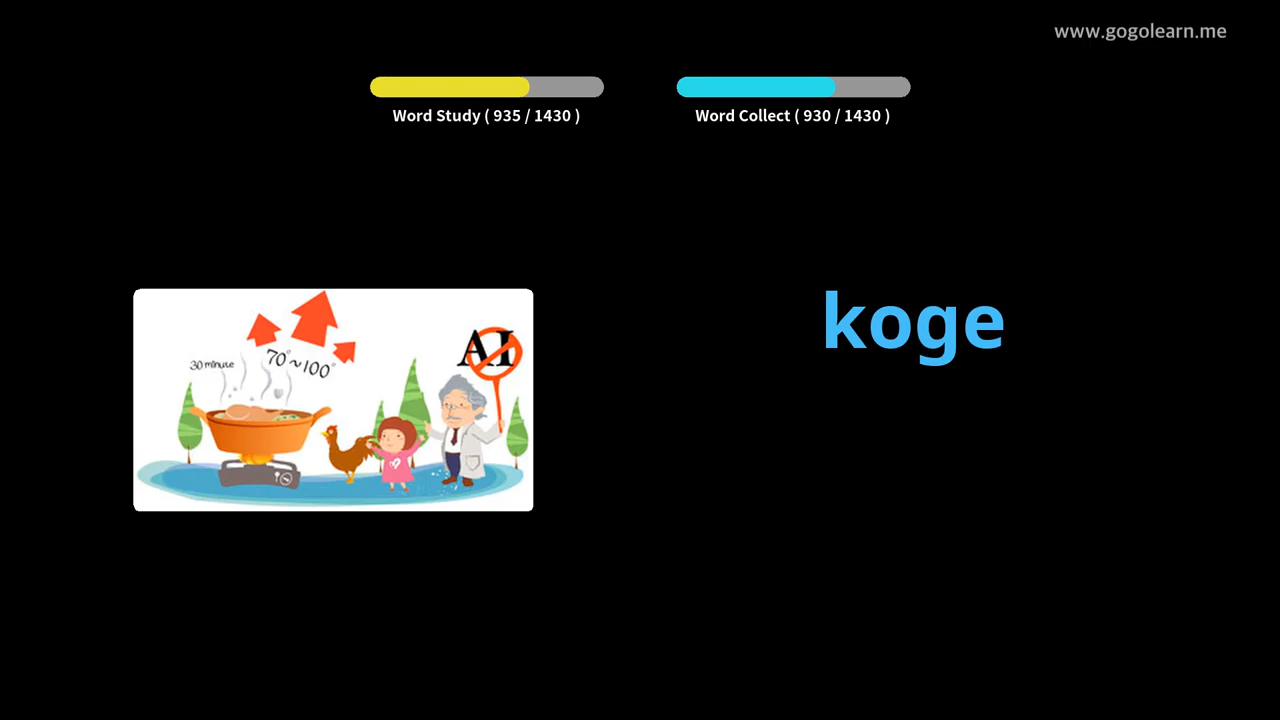 www.gogolearn.me
Word Study ( 935 / 1430 )
Word Collect ( 930 / 1430 )
koge
30 minute
70°~100°
AI